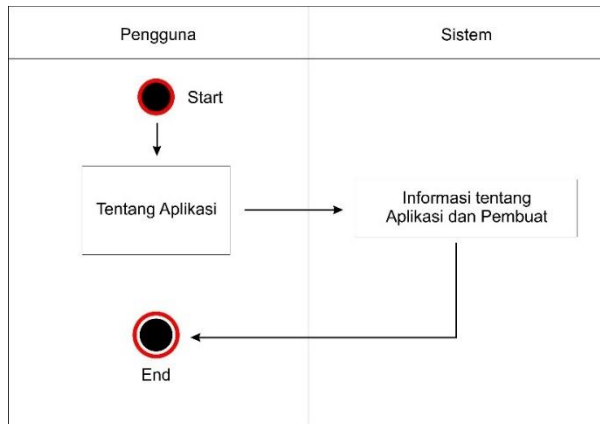 Pengguna
Sistem
Start
Tentang Aplikasi
Informasi tentang
Aplikasi dan Pembuat
End